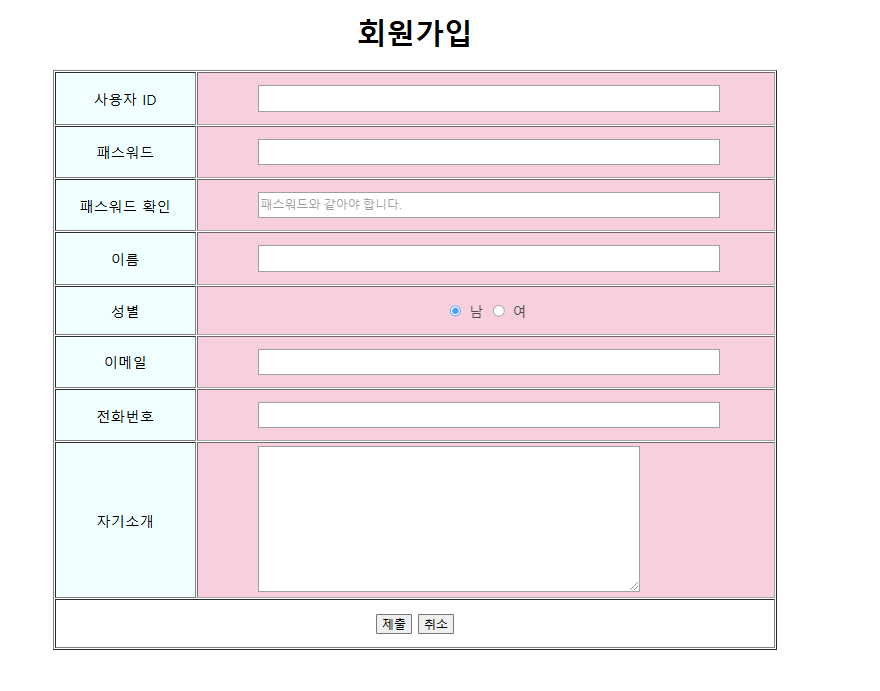 회원가입
사용자 ID
패스워드
패스워드 확인 패스워드와 같아야 합니다.
이름
성별 남 여
이메일
전화번호
자기소개
제출 취소